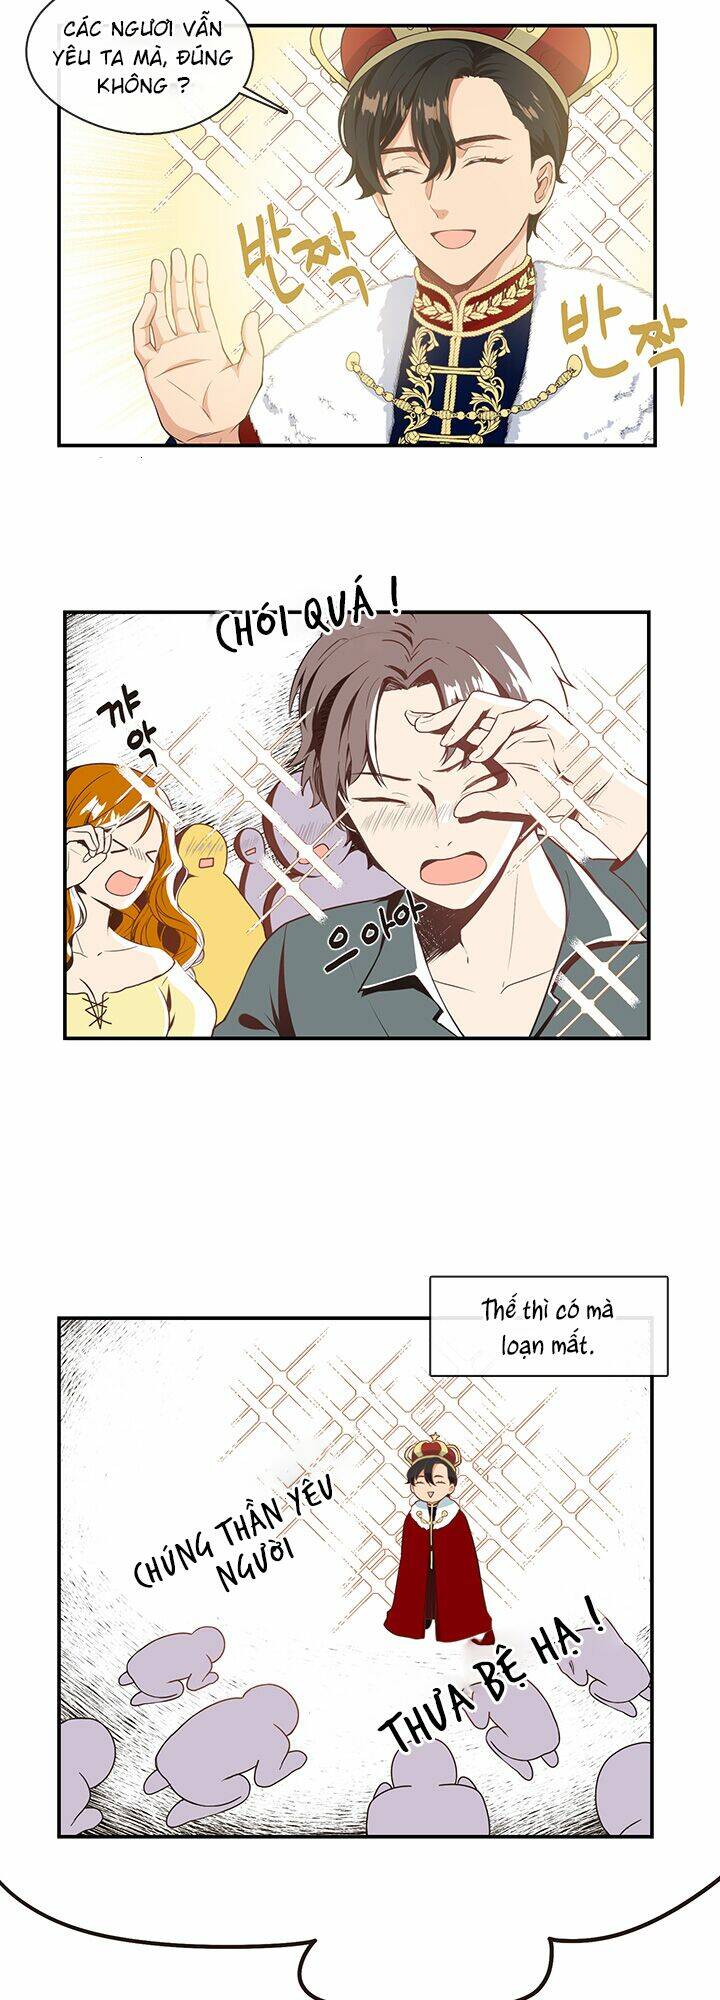 CÁC NGƯƠI VẪN
YÊU TA MÀ, ĐÚNG
KHÔNG ?
반짝
반짝
CHÓI QUÁ !
꺄
악
으아아
Thế thì có mà
loạn mất.
CHÚNG THẦN YÊU
NGƯỜI
THƯA BỆ HẠ !